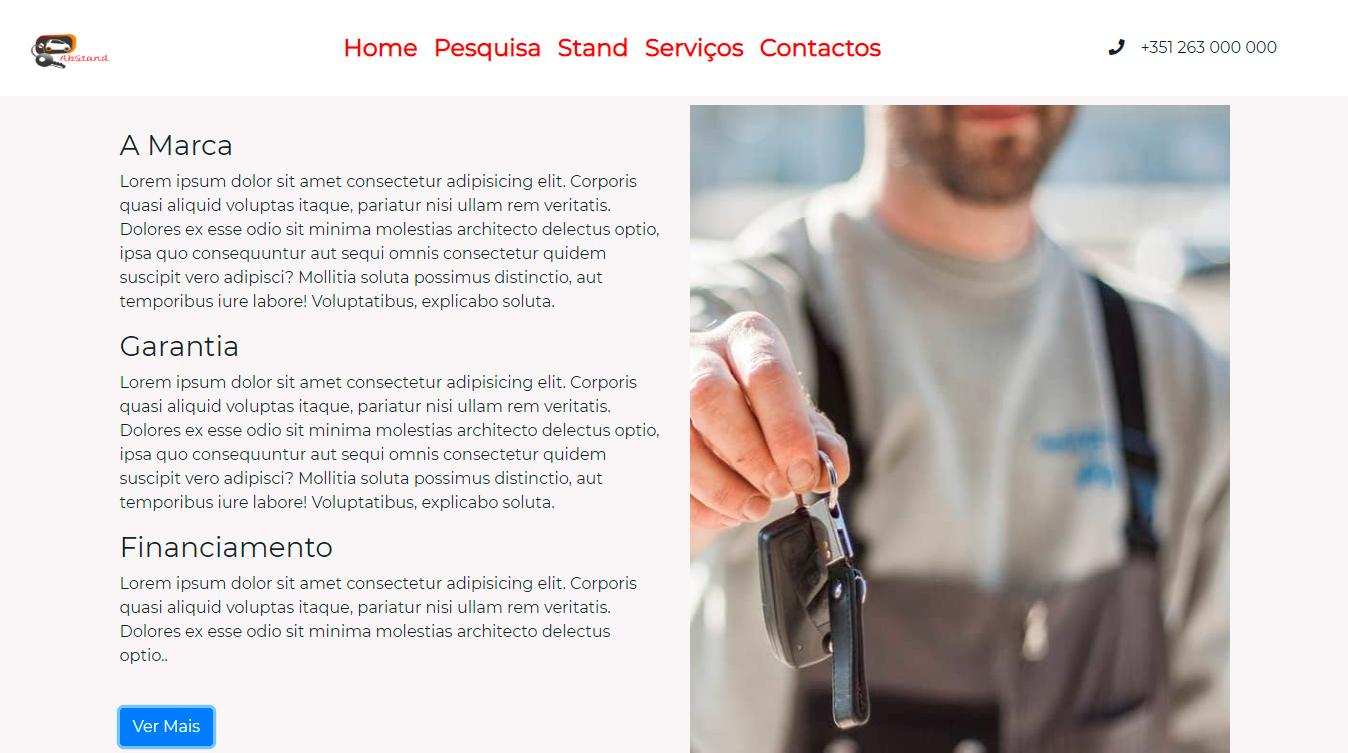 AhStand
Home Pesquisa Stand Serviços Contactos
+351 263 000 000
A Marca
Lorem ipsum dolor sit amet consectetur adipisicing elit. Corporis
quasi aliquid voluptas itaque, pariatur nisi ullam rem veritatis.
Dolores ex esse odio sit minima molestias architecto delectus optio,
ipsa quo consequuntur aut sequi omnis consectetur quidem
suscipit vero adipisci? Mollitia soluta possimus distinctio, aut
temporibus iure labore! Voluptatibus, explicabo soluta.
Garantia
Lorem ipsum dolor sit amet consectetur adipisicing elit. Corporis
quasi aliquid voluptas itaque, pariatur nisi ullam rem veritatis.
Dolores ex esse odio sit minima molestias architecto delectus optio,
ipsa quo consequuntur aut sequi omnis consectetur quidem
suscipit vero adipisci? Mollitia soluta possimus distinctio, aut
temporibus iure labore! Voluptatibus, explicabo soluta.
Financiamento
Lorem ipsum dolor sit amet consectetur adipisicing elit. Corporis
quasi aliquid voluptas itaque, pariatur nisi ullam rem veritatis.
Dolores ex esse odio sit minima molestias architecto delectus
optio..
Ver Mais